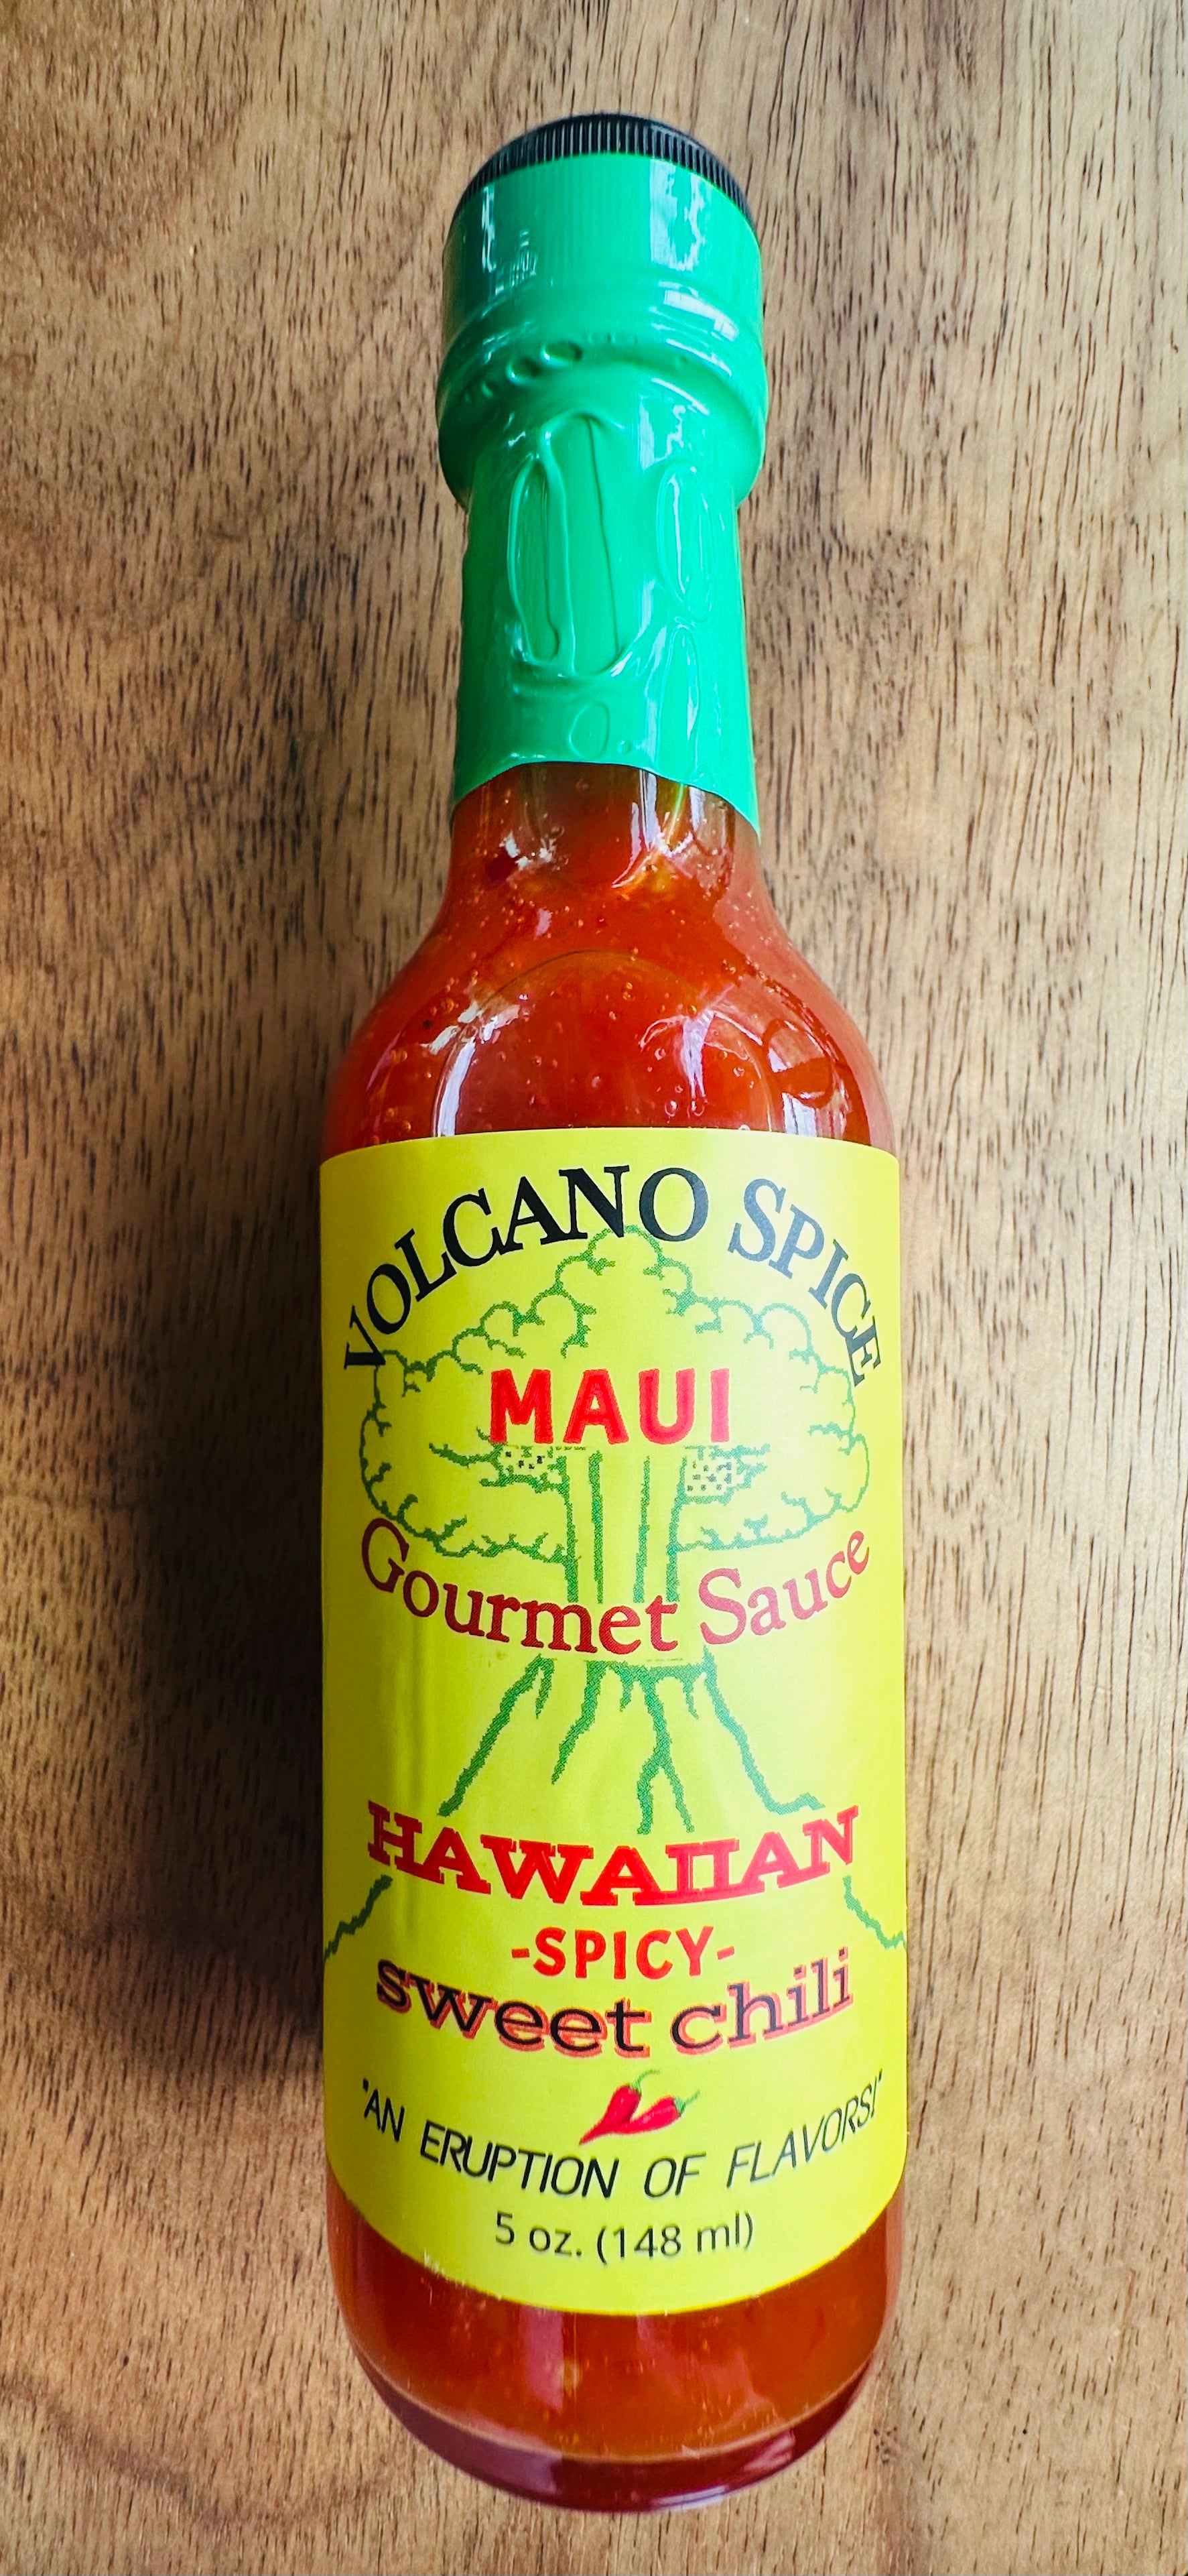 VOLCANO SPICE
MAUI
Gourmet Sauce
HAWAIIAN
-SPICY-
sweet chili
"AN ERUPTION OF FLAVORS!"
5 oz. (148 ml)